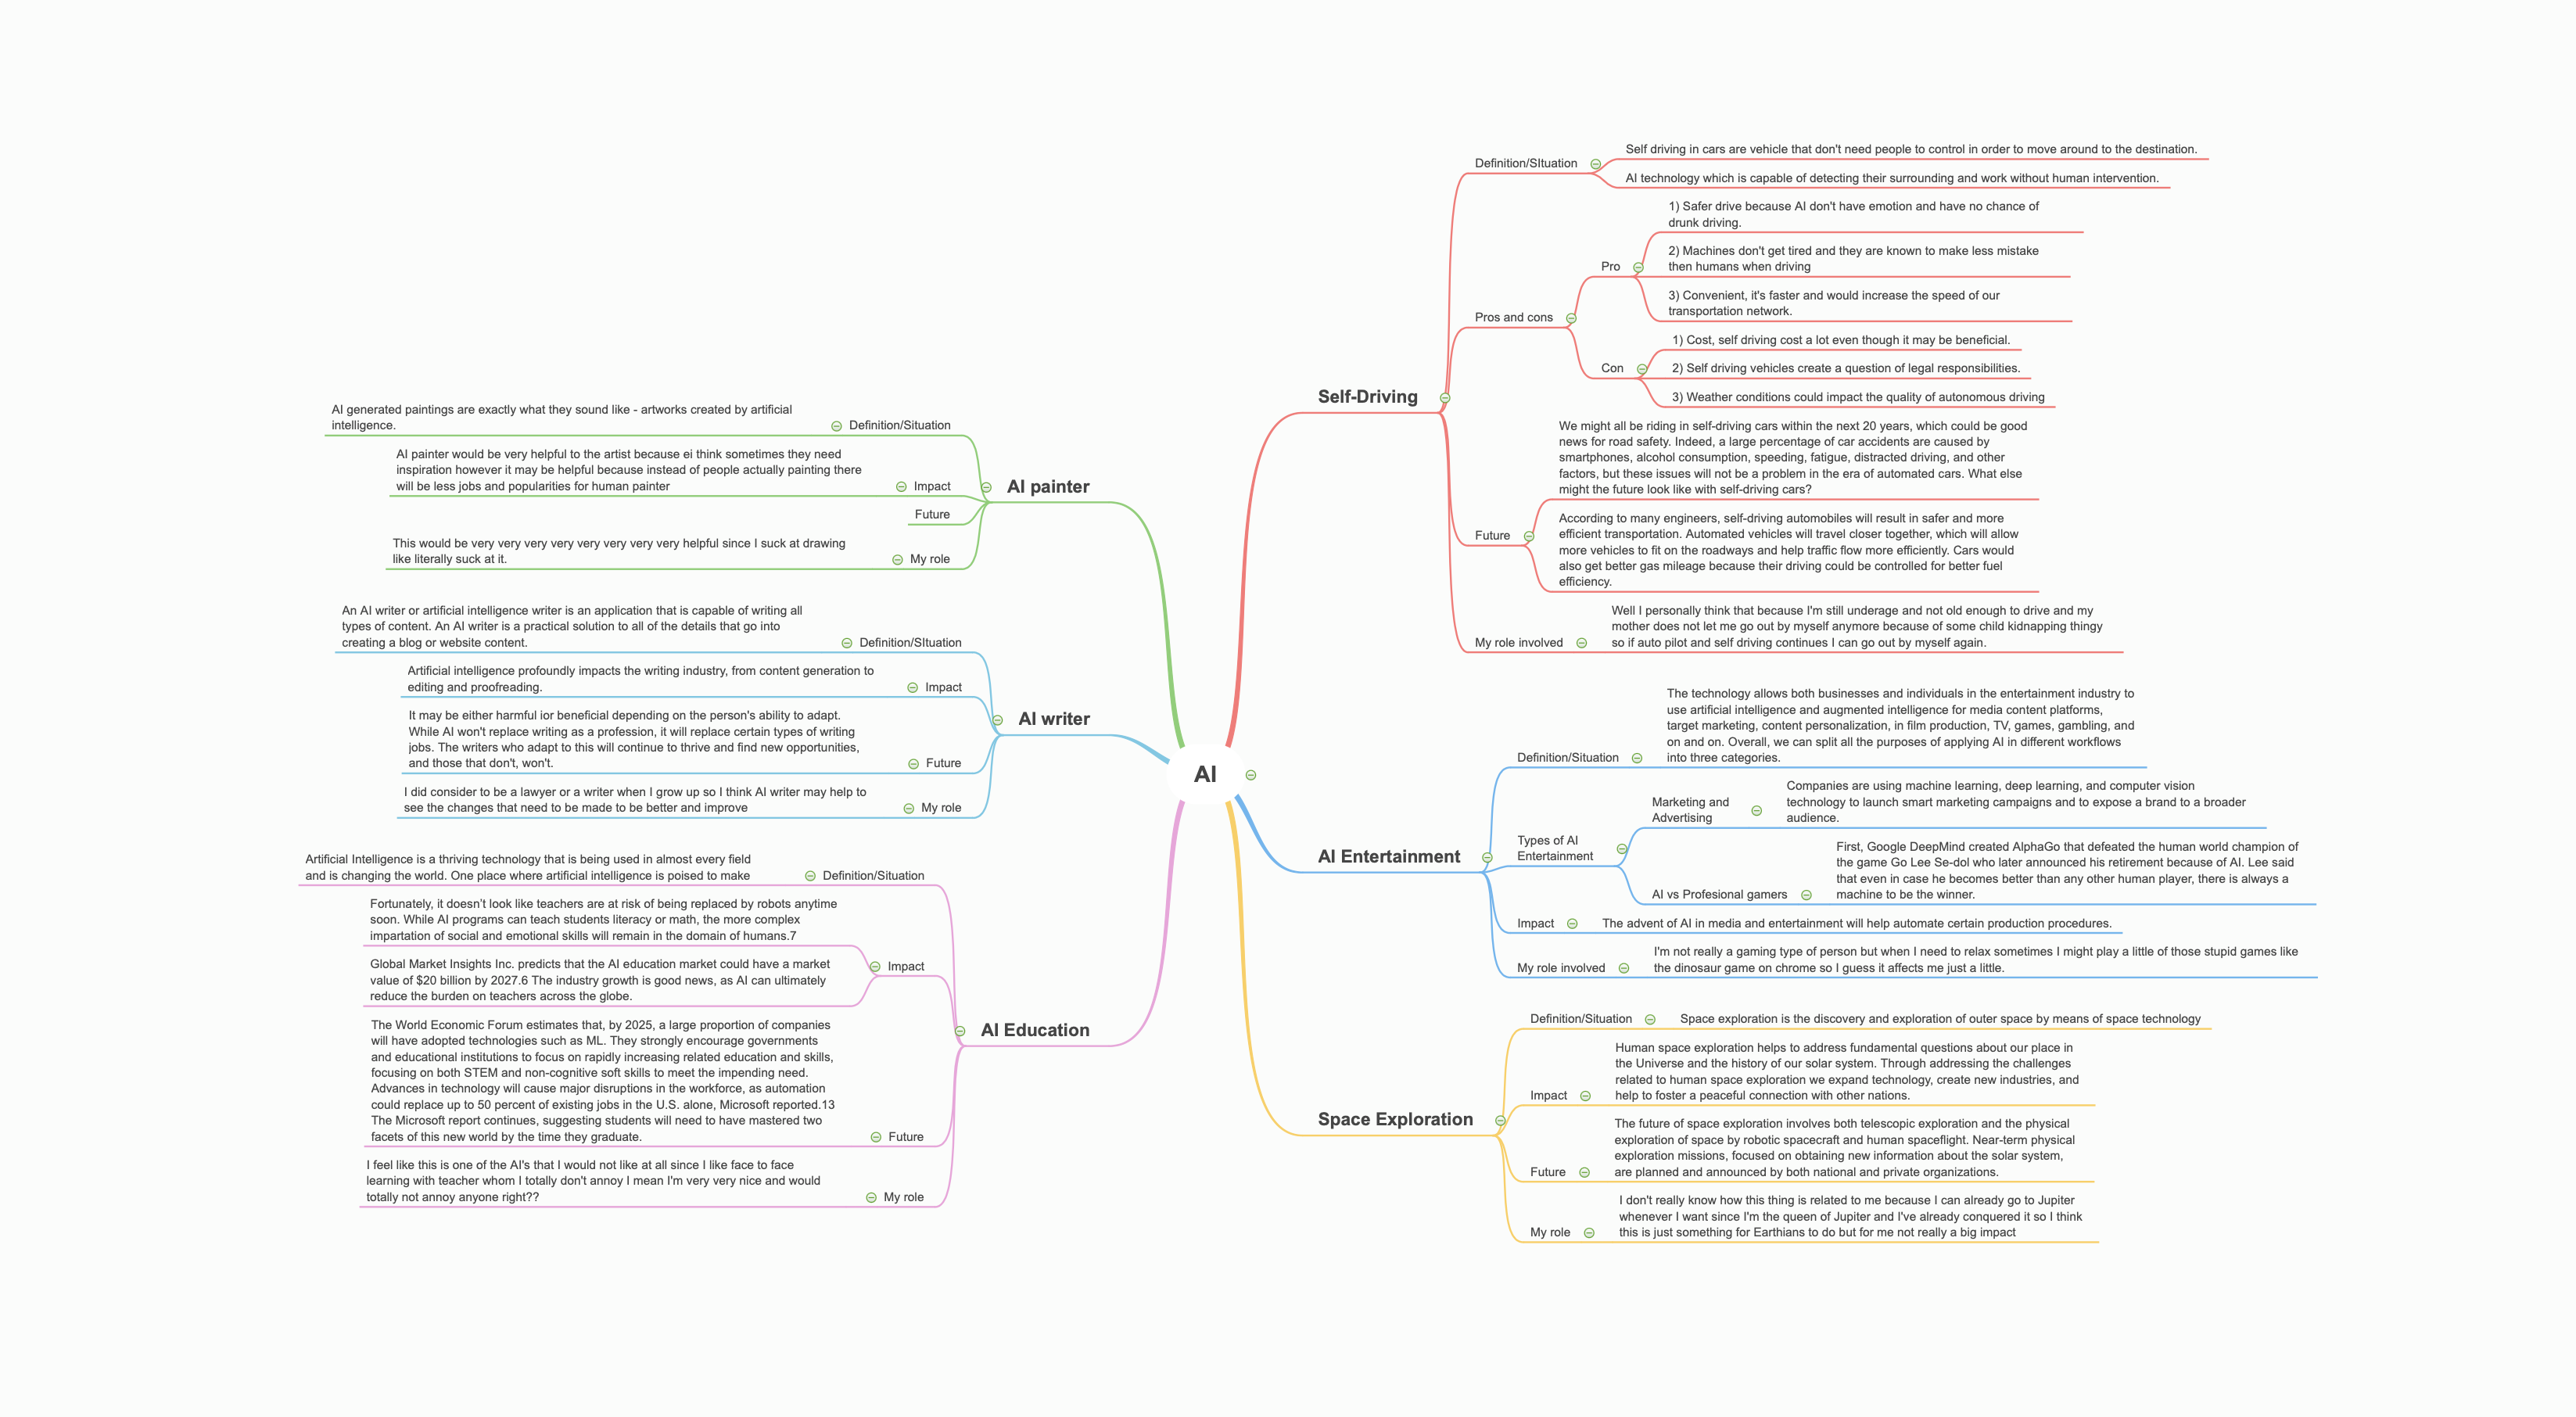 AI
Self-Driving
Definition/SItuation
Self driving in cars are vehicle that don't need people to control in order to move around to the destination.
AI technology which is capable of detecting their surrounding and work without human intervention.
Pros and cons
Pro
1) Safer drive because AI don't have emotion and have no chance of
drunk driving.
2) Machines don't get tired and they are known to make less mistake
then humans when driving
3) Convenient, it's faster and would increase the speed of our
transportation network.
Con
1) Cost, self driving cost a lot even though it may be beneficial.
2) Self driving vehicles create a question of legal responsibilities.
3) Weather conditions could impact the quality of autonomous driving
Future
We might all be riding in self-driving cars within the next 20 years, which could be good
news for road safety. Indeed, a large percentage of car accidents are caused by
smartphones, alcohol consumption, speeding, fatigue, distracted driving, and other
factors, but these issues will not be a problem in the era of automated cars. What else
might the future look like with self-driving cars?
According to many engineers, self-driving automobiles will result in safer and more
efficient transportation. Automated vehicles will travel closer together, which will allow
more vehicles to fit on the roadways and help traffic flow more efficiently. Cars would
also get better gas mileage because their driving could be controlled for better fuel
efficiency.
My role involved
Well I personally think that because I'm still underage and not old enough to drive and my
mother does not let me go out by myself anymore because of some child kidnapping thingy
so if auto pilot and self driving continues I can go out by myself again.
AI Entertainment
Definition/Situation
The technology allows both businesses and individuals in the entertainment industry to
use artificial intelligence and augmented intelligence for media content platforms,
target marketing, content personalization, in film production, TV, games, gambling, and
on and on. Overall, we can split all the purposes of applying AI in different workflows
into three categories.
Types of AI
Entertainment
Marketing and
Advertising
Companies are using machine learning, deep learning, and computer vision
technology to launch smart marketing campaigns and to expose a brand to a broader
audience.
AI vs Profesional gamers
First, Google DeepMind created AlphaGo that defeated the human world champion of
the game Go Lee Se-dol who later announced his retirement because of AI. Lee said
that even in case he becomes better than any other human player, there is always a
machine to be the winner.
Impact
The advent of AI in media and entertainment will help automate certain production procedures.
My role involved
I'm not really a gaming type of person but when I need to relax sometimes I might play a little of those stupid games like
the dinosaur game on chrome so I guess it affects me just a little.
Space Exploration
Definition/Situation
Space exploration is the discovery and exploration of outer space by means of space technology
Impact
Human space exploration helps to address fundamental questions about our place in
the Universe and the history of our solar system. Through addressing the challenges
related to human space exploration we expand technology, create new industries, and
help to foster a peaceful connection with other nations.
Future
The future of space exploration involves both telescopic exploration and the physical
exploration of space by robotic spacecraft and human spaceflight. Near-term physical
exploration missions, focused on obtaining new information about the solar system,
are planned and announced by both national and private organizations.
My role
I don't really know how this thing is related to me because I can already go to Jupiter
whenever I want since I'm the queen of Jupiter and I've already conquered it so I think
this is just something for Earthians to do but for me not really a big impact
AI painter
Definition/Situation
AI generated paintings are exactly what they sound like - artworks created by artificial
intelligence.
Impact
AI painter would be very helpful to the artist because ei think sometimes they need
inspiration however it may be helpful because instead of people actually painting there
will be less jobs and popularities for human painter
Future
My role
This would be very very very very very very very very helpful since I suck at drawing
like literally suck at it.
AI writer
Definition/SItuation
An AI writer or artificial intelligence writer is an application that is capable of writing all
types of content. An AI writer is a practical solution to all of the details that go into
creating a blog or website content.
Impact
Artificial intelligence profoundly impacts the writing industry, from content generation to
editing and proofreading.
Future
It may be either harmful ior beneficial depending on the person's ability to adapt.
While AI won't replace writing as a profession, it will replace certain types of writing
jobs. The writers who adapt to this will continue to thrive and find new opportunities,
and those that don't, won't.
My role
I did consider to be a lawyer or a writer when I grow up so I think AI writer may help to
see the changes that need to be made to be better and improve
AI Education
Definition/Situation
Artificial Intelligence is a thriving technology that is being used in almost every field
and is changing the world. One place where artificial intelligence is poised to make
Impact
Fortunately, it doesn’t look like teachers are at risk of being replaced by robots anytime
soon. While AI programs can teach students literacy or math, the more complex
impartation of social and emotional skills will remain in the domain of humans.7
Global Market Insights Inc. predicts that the AI education market could have a market
value of $20 billion by 2027.6 The industry growth is good news, as AI can ultimately
reduce the burden on teachers across the globe.
Future
The World Economic Forum estimates that, by 2025, a large proportion of companies
will have adopted technologies such as ML. They strongly encourage governments
and educational institutions to focus on rapidly increasing related education and skills,
focusing on both STEM and non-cognitive soft skills to meet the impending need.
Advances in technology will cause major disruptions in the workforce, as automation
could replace up to 50 percent of existing jobs in the U.S. alone, Microsoft reported.13
The Microsoft report continues, suggesting students will need to have mastered two
facets of this new world by the time they graduate.
My role
I feel like this is one of the AI's that I would not like at all since I like face to face
learning with teacher whom I totally don't annoy I mean I'm very very nice and would
totally not annoy anyone right??